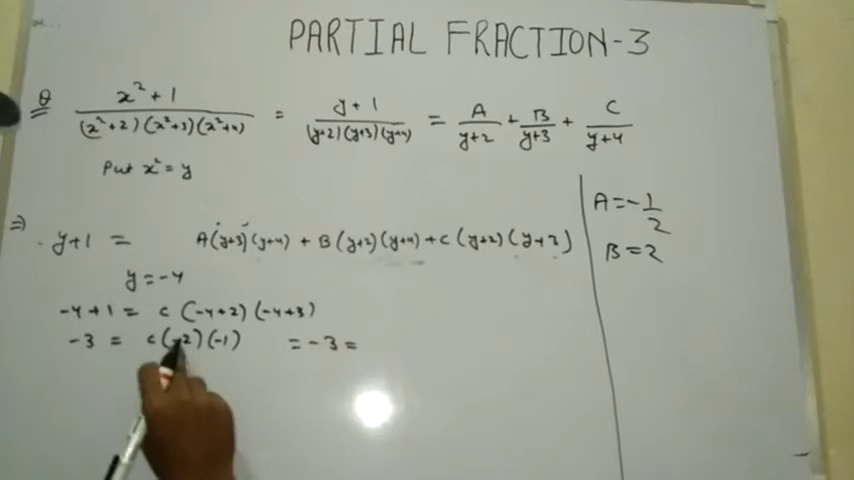 PARTIAL FRACTION-3
Q x² + 1 / (x²+2)(x²+3)(x²+4) = y + 1 / (y+2)(y+3)(y+4) = A / y+2 + B / y+3 + C / y+4
Put x² = y
⇒ y+1 = A(y+3)(y+4) + B(y+2)(y+4) + C(y+2)(y+3)
y = -4
-4+1 = C(-4+2)(-4+3)
-3 = C(-2)(-1) = -3 =
A = -1/2
B = 2